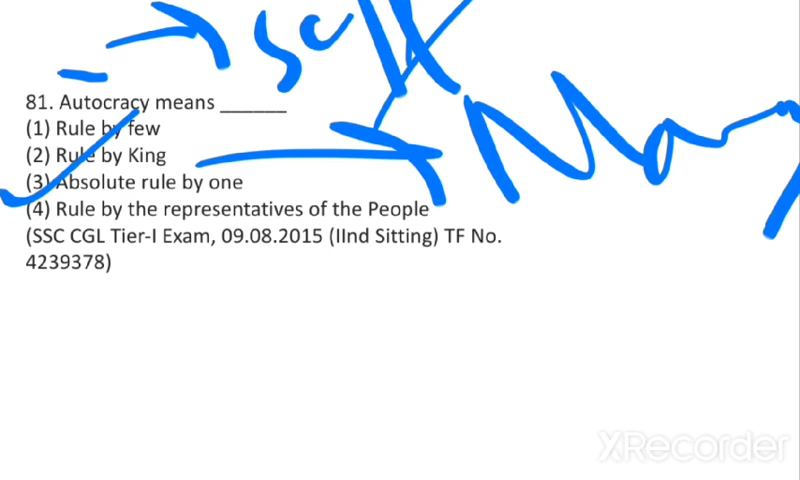 Self
81. Autocracy means ______
(1) Rule by few
(2) Rule by King
(3) Absolute rule by one
(4) Rule by the representatives of the People
(SSC CGL Tier-I Exam, 09.08.2015 (IInd Sitting) TF No.
4239378)
XRecorder